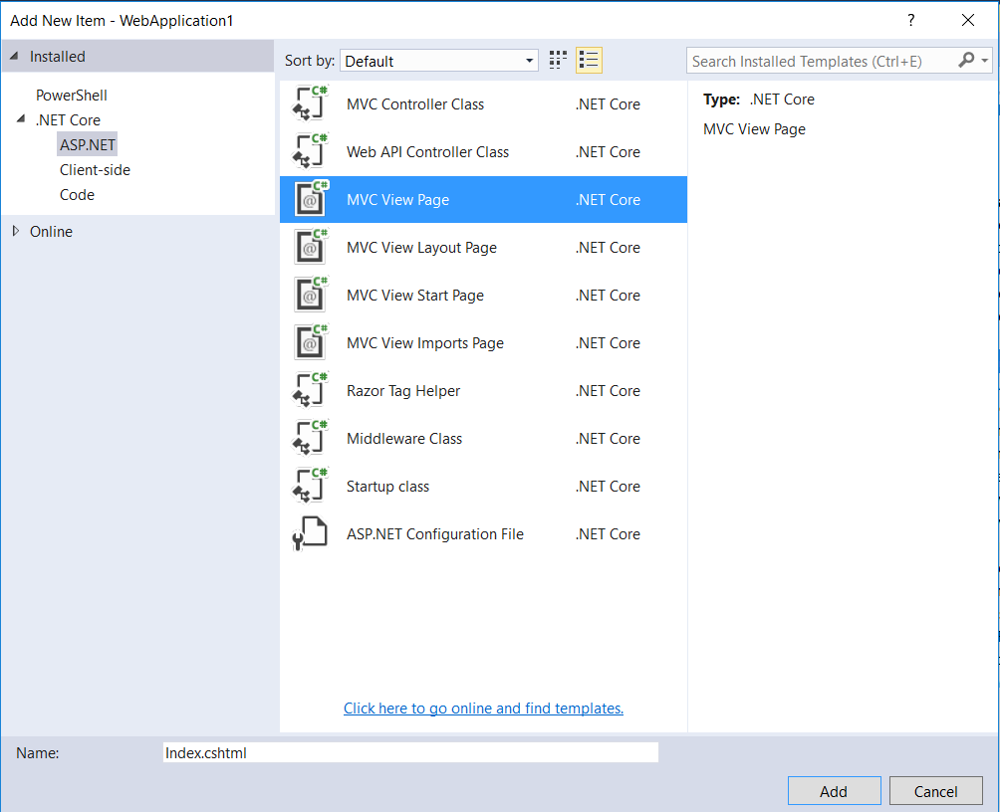 Add New Item - WebApplication1
?
Installed
Sort by: Default
Search Installed Templates (Ctrl+E)
PowerShell
.NET Core
ASP.NET
Client-side
Code
Online
C# MVC Controller Class .NET Core
C# Web API Controller Class .NET Core
C# @ MVC View Page .NET Core
C# @ MVC View Layout Page .NET Core
C# @ MVC View Start Page .NET Core
C# @ MVC View Imports Page .NET Core
C# Razor Tag Helper .NET Core
C# Middleware Class .NET Core
C# Startup class .NET Core
ASP.NET Configuration File .NET Core
Click here to go online and find templates.
Type: .NET Core
MVC View Page
Name: Index.cshtml
Add Cancel